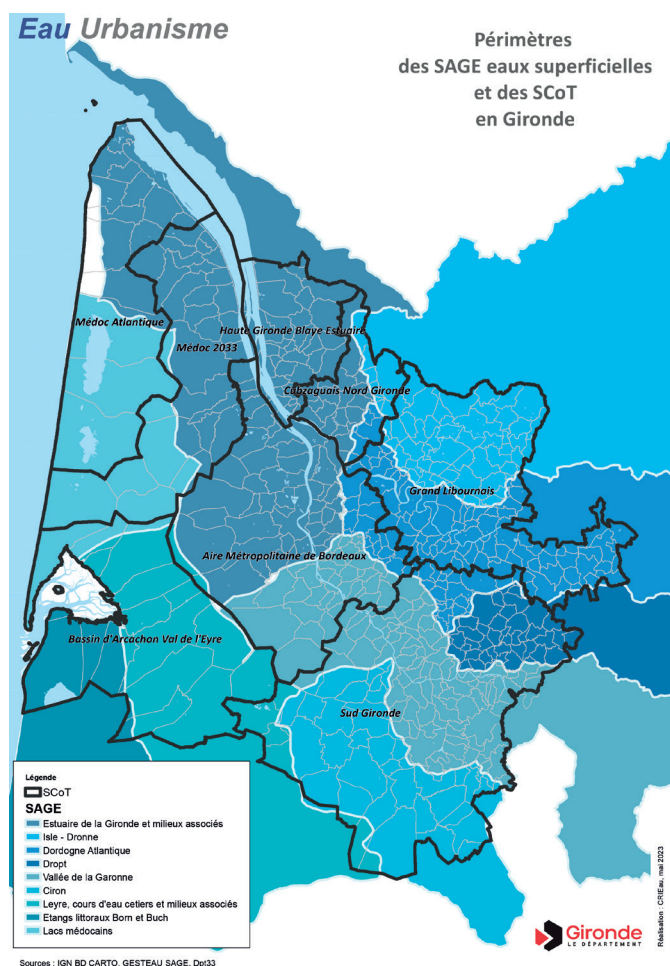 Eau Urbanisme
Périmètres
des SAGE eaux superficielles
et des SCoT
en Gironde
Médoc Atlantique
Haute Gironde Blaye Estuaire
Médoc 2033
Cubzaguais Nord Gironde
Grand Libournais
Aire Métropolitaine de Bordeaux
Bassin d'Arcachon Val de l'Eyre
Sud Gironde
Légende
SCoT
SAGE
Estuaire de la Gironde et milieux associés
Isle - Dronne
Dordogne Atlantique
Dropt
Vallée de la Garonne
Ciron
Leyre, cours d'eau cetiers et milieux associés
Etangs littoraux Born et Buch
Lacs médocains
Sources : IGN BD CARTO, GESTEAU SAGE, Dpt33
Gironde
LE DÉPARTEMENT
Réalisation : CRIEau, mai 2023